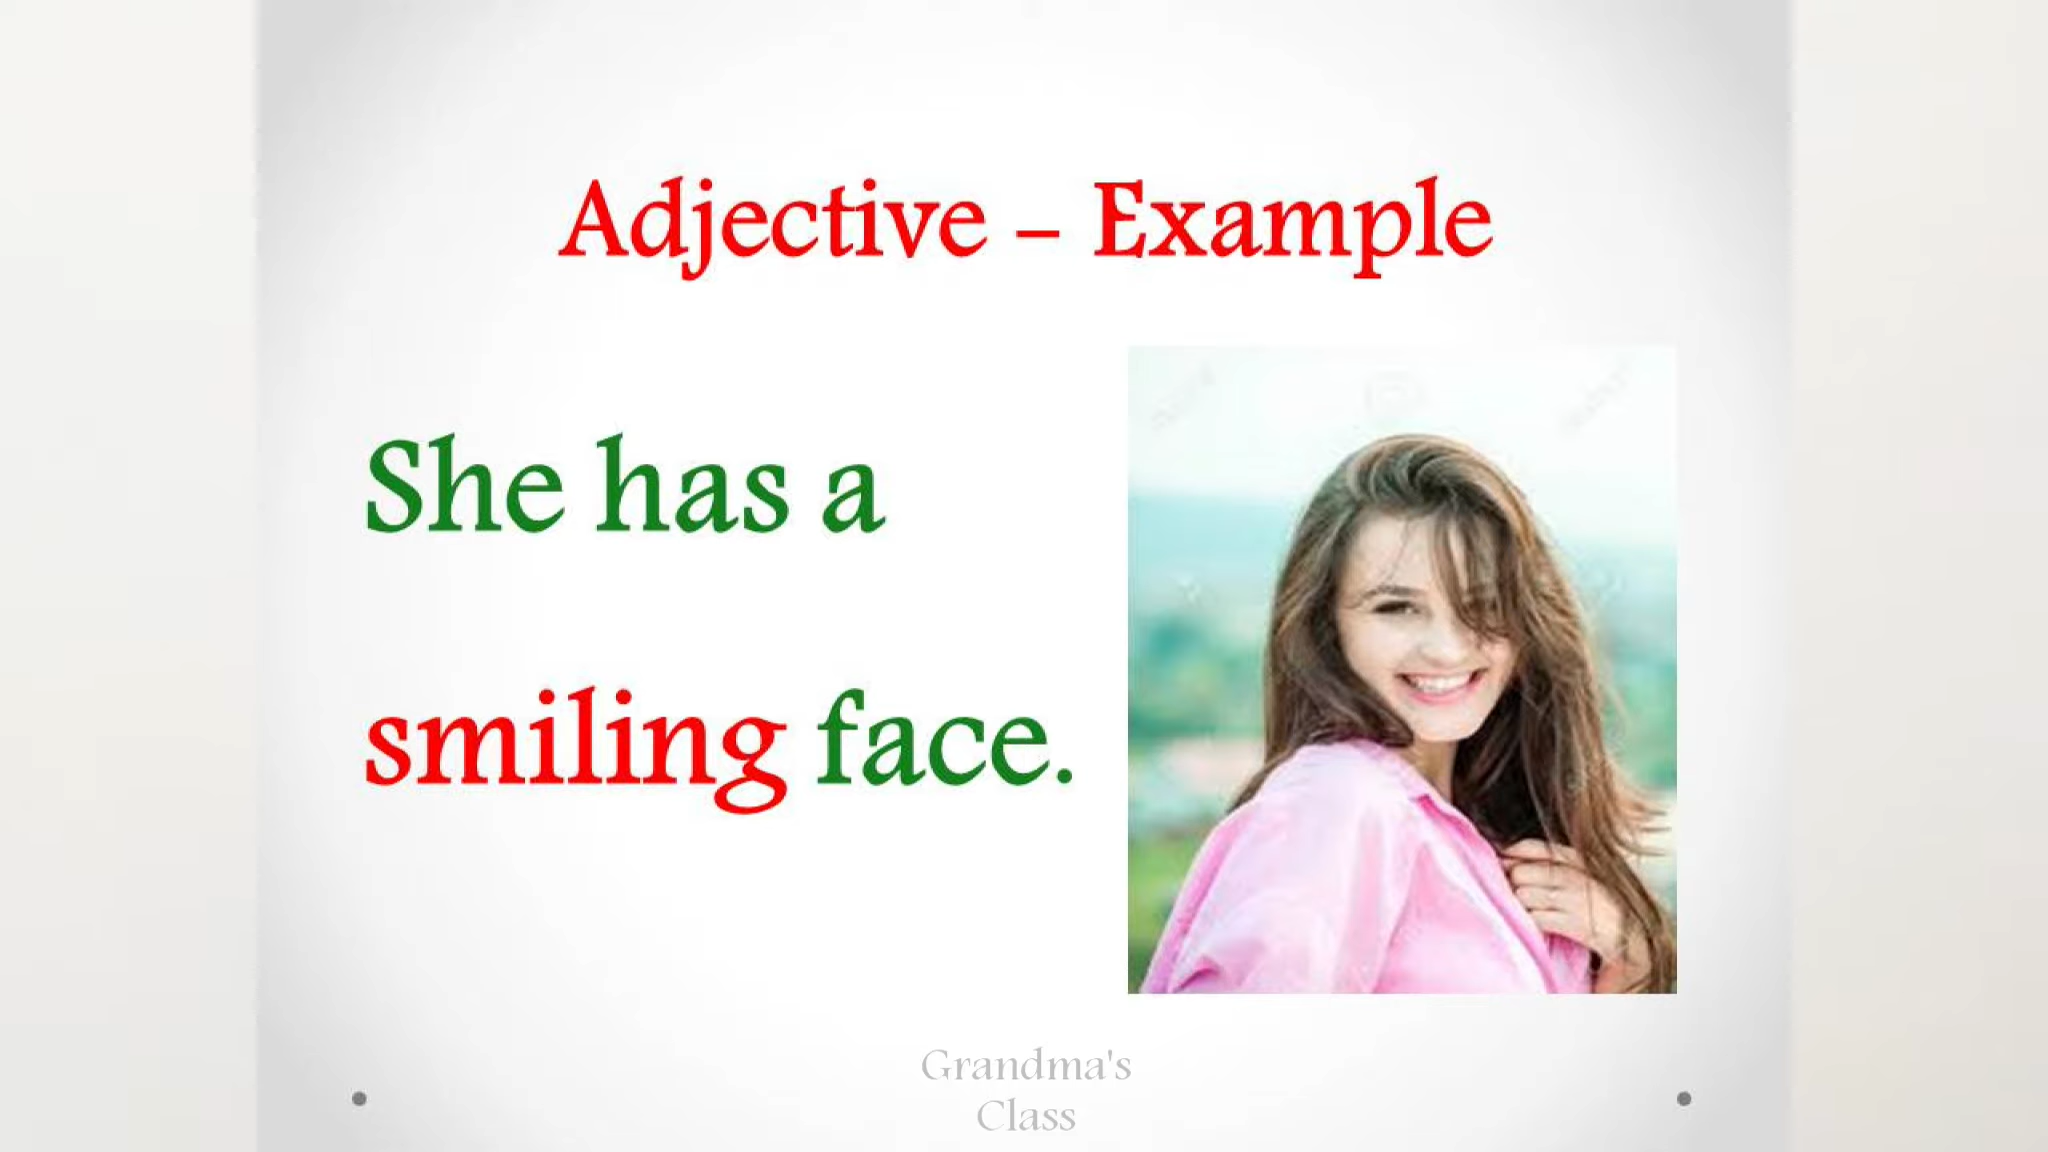 Adjective – Example
She has a
smiling face.
Grandma's
Class